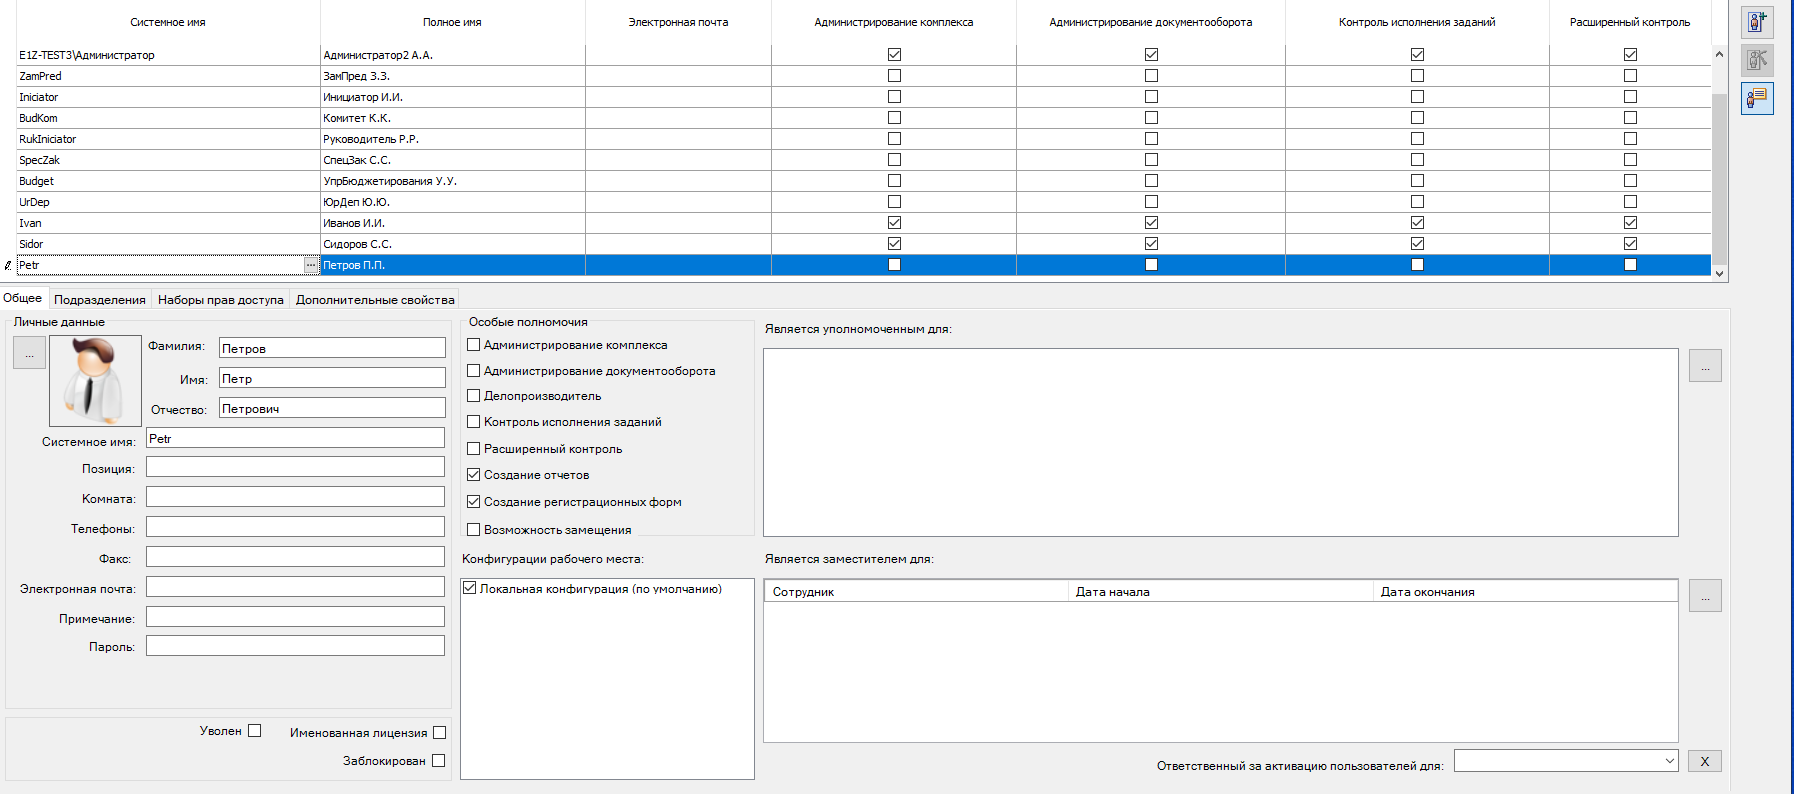 Системное имя Полное имя Электронная почта Администрирование комплекса Администрирование документооборота Контроль исполнения заданий Расширенный контроль
E1Z-TEST3\Администратор Администратор2 А.А.
ZamPred ЗамПред З.З.
Iniciator Инициатор И.И.
BudKom Комитет К.К.
RukIniciator Руководитель Р.Р.
SpecZak СпецЗак С.С.
Budget УпрБюджетирования У.У.
UrDep ЮрДеп Ю.Ю.
Ivan Иванов И.И.
Sidor Сидоров С.С.
Petr ... Петров П.П.
Общее Подразделения Наборы прав доступа Дополнительные свойства
Личные данные
...
Фамилия: Петров
Имя: Петр
Отчество: Петрович
Системное имя: Petr
Позиция:
Комната:
Телефоны:
Факс:
Электронная почта:
Примечание:
Пароль:
Уволен Именованная лицензия
Заблокирован
Особые полномочия
Администрирование комплекса
Администрирование документооборота
Делопроизводитель
Контроль исполнения заданий
Расширенный контроль
Создание отчетов
Создание регистрационных форм
Возможность замещения
Конфигурации рабочего места:
Локальная конфигурация (по умолчанию)
Является уполномоченным для:
...
Является заместителем для:
Сотрудник Дата начала Дата окончания
...
Ответственный за активацию пользователей для: X